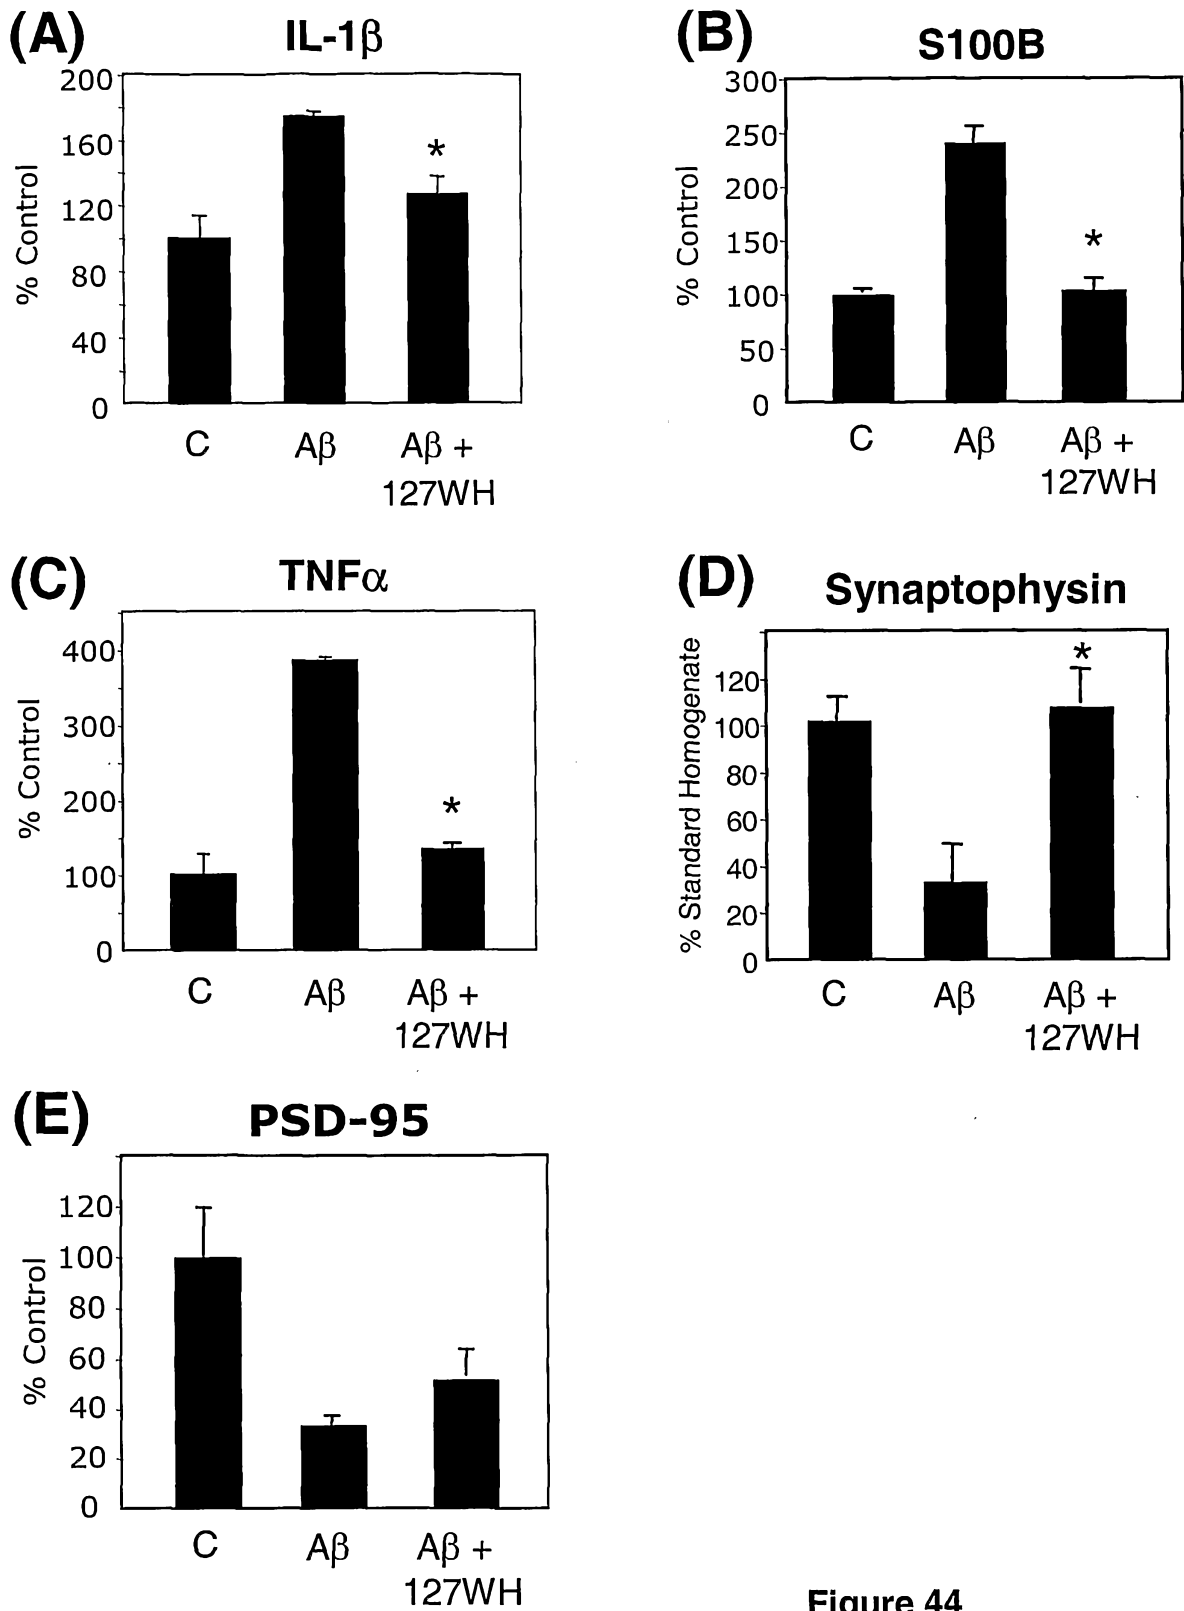 (A)
IL-1β
200
160
120
80
40
0
% Control
*
C
Aβ
Aβ +
127WH
(B)
S100B
300
250
200
150
100
50
0
% Control
*
C
Aβ
Aβ +
127WH
(C)
TNFα
400
300
200
100
0
% Control
*
C
Aβ
Aβ +
127WH
(D)
Synaptophysin
120
100
80
60
40
20
0
% Standard Homogenate
*
C
Aβ
Aβ +
127WH
(E)
PSD-95
120
100
80
60
40
20
0
% Control
C
Aβ
Aβ +
127WH
Figure 44